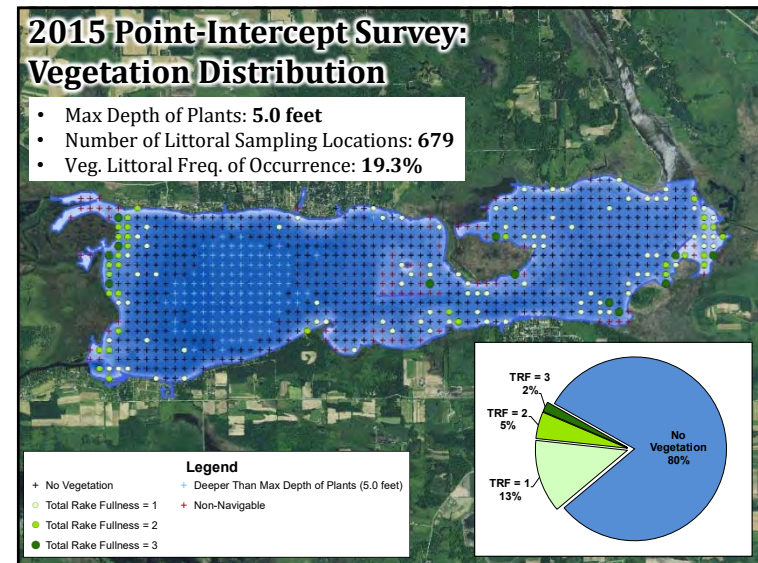 2015 Point-Intercept Survey:
Vegetation Distribution
• Max Depth of Plants: 5.0 feet
• Number of Littoral Sampling Locations: 679
• Veg. Littoral Freq. of Occurrence: 19.3%
TRF = 3
2%
TRF = 2
5%
TRF = 1
13%
No
Vegetation
80%
Legend
+ No Vegetation
Total Rake Fullness = 1
Total Rake Fullness = 2
Total Rake Fullness = 3
+ Deeper Than Max Depth of Plants (5.0 feet)
+ Non-Navigable